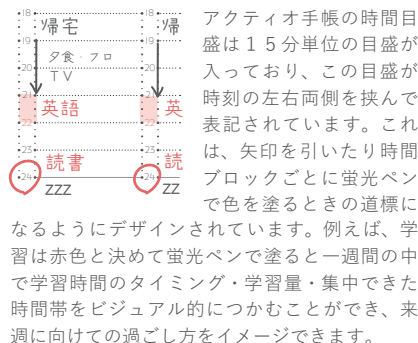 18
帰宅
19
夕食 フロ
20
TV
21
英語
22
23
読書
24
zzz
18
帰
19
20
21
英
22
23
読
24
zz
アクティオ手帳の時間目
盛は１５分単位の目盛が
入っており、この目盛が
時刻の左右両側を挟んで
表記されています。これ
は、矢印を引いたり時間
ブロックごとに蛍光ペン
で色を塗るときの道標に
なるようにデザインされています。例えば、学
習は赤色と決めて蛍光ペンで塗ると一週間の中
で学習時間のタイミング・学習量・集中できた
時間帯をビジュアル的につかむことができ、来
週に向けての過ごし方をイメージできます。